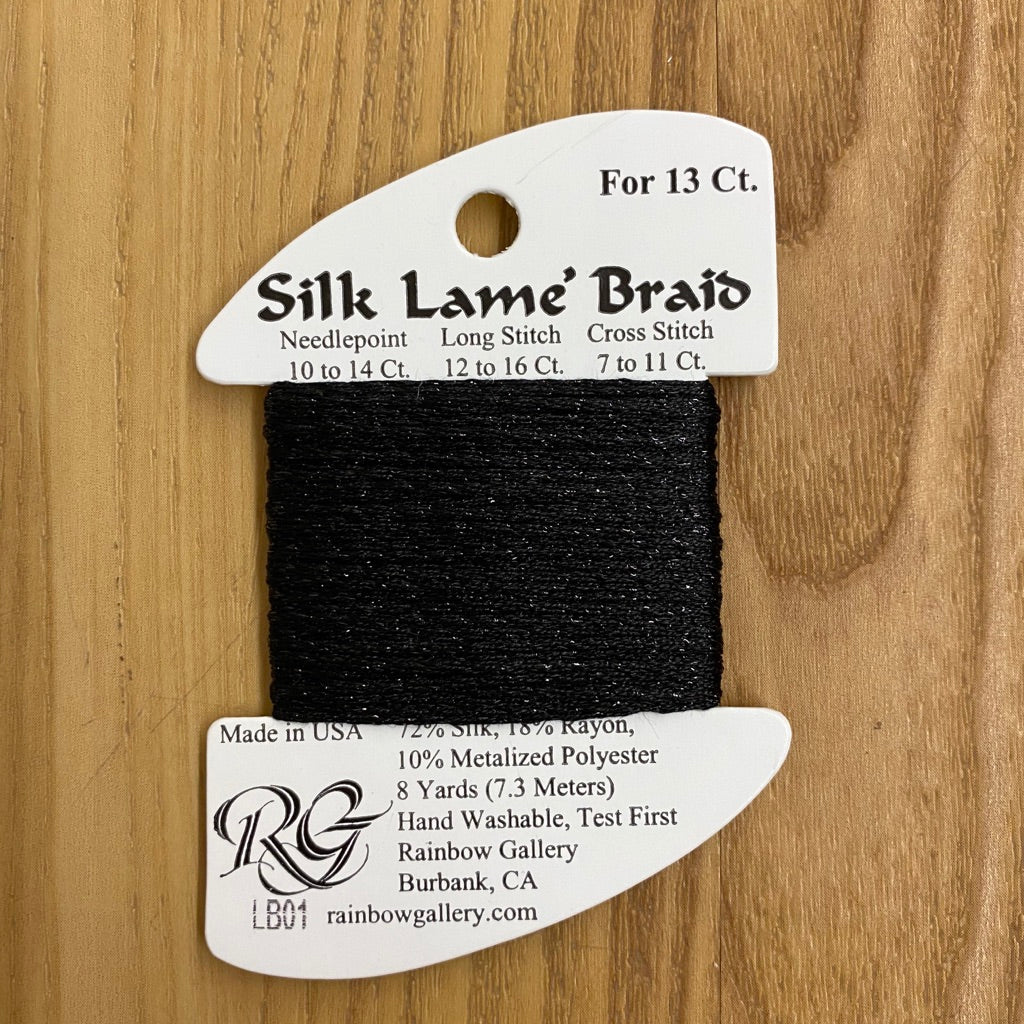 For 13 Ct.
Silk Lame' Braid
Needlepoint Long Stitch Cross Stitch
10 to 14 Ct. 12 to 16 Ct. 7 to 11 Ct.
Made in USA 72% Silk, 18% Rayon,
10% Metalized Polyester
8 Yards (7.3 Meters)
Hand Washable, Test First
RG
Rainbow Gallery
Burbank, CA
LB01 rainbowgallery.com